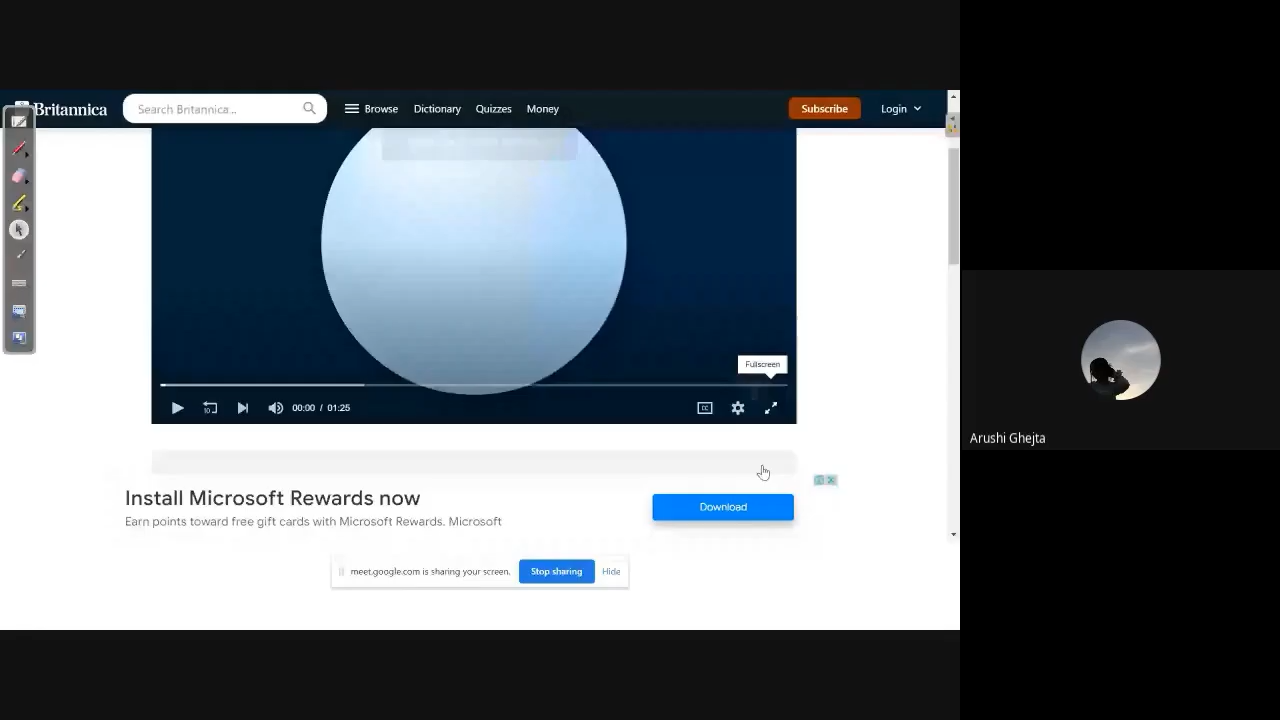 Britannica
Search Britannica ..
Browse
Dictionary
Quizzes
Money
Subscribe
Login
Fullscreen
10
00:00 / 01:25
CC
Install Microsoft Rewards now
Earn points toward free gift cards with Microsoft Rewards. Microsoft
Download
meet.google.com is sharing your screen.
Stop sharing
Hide
Arushi Ghejta